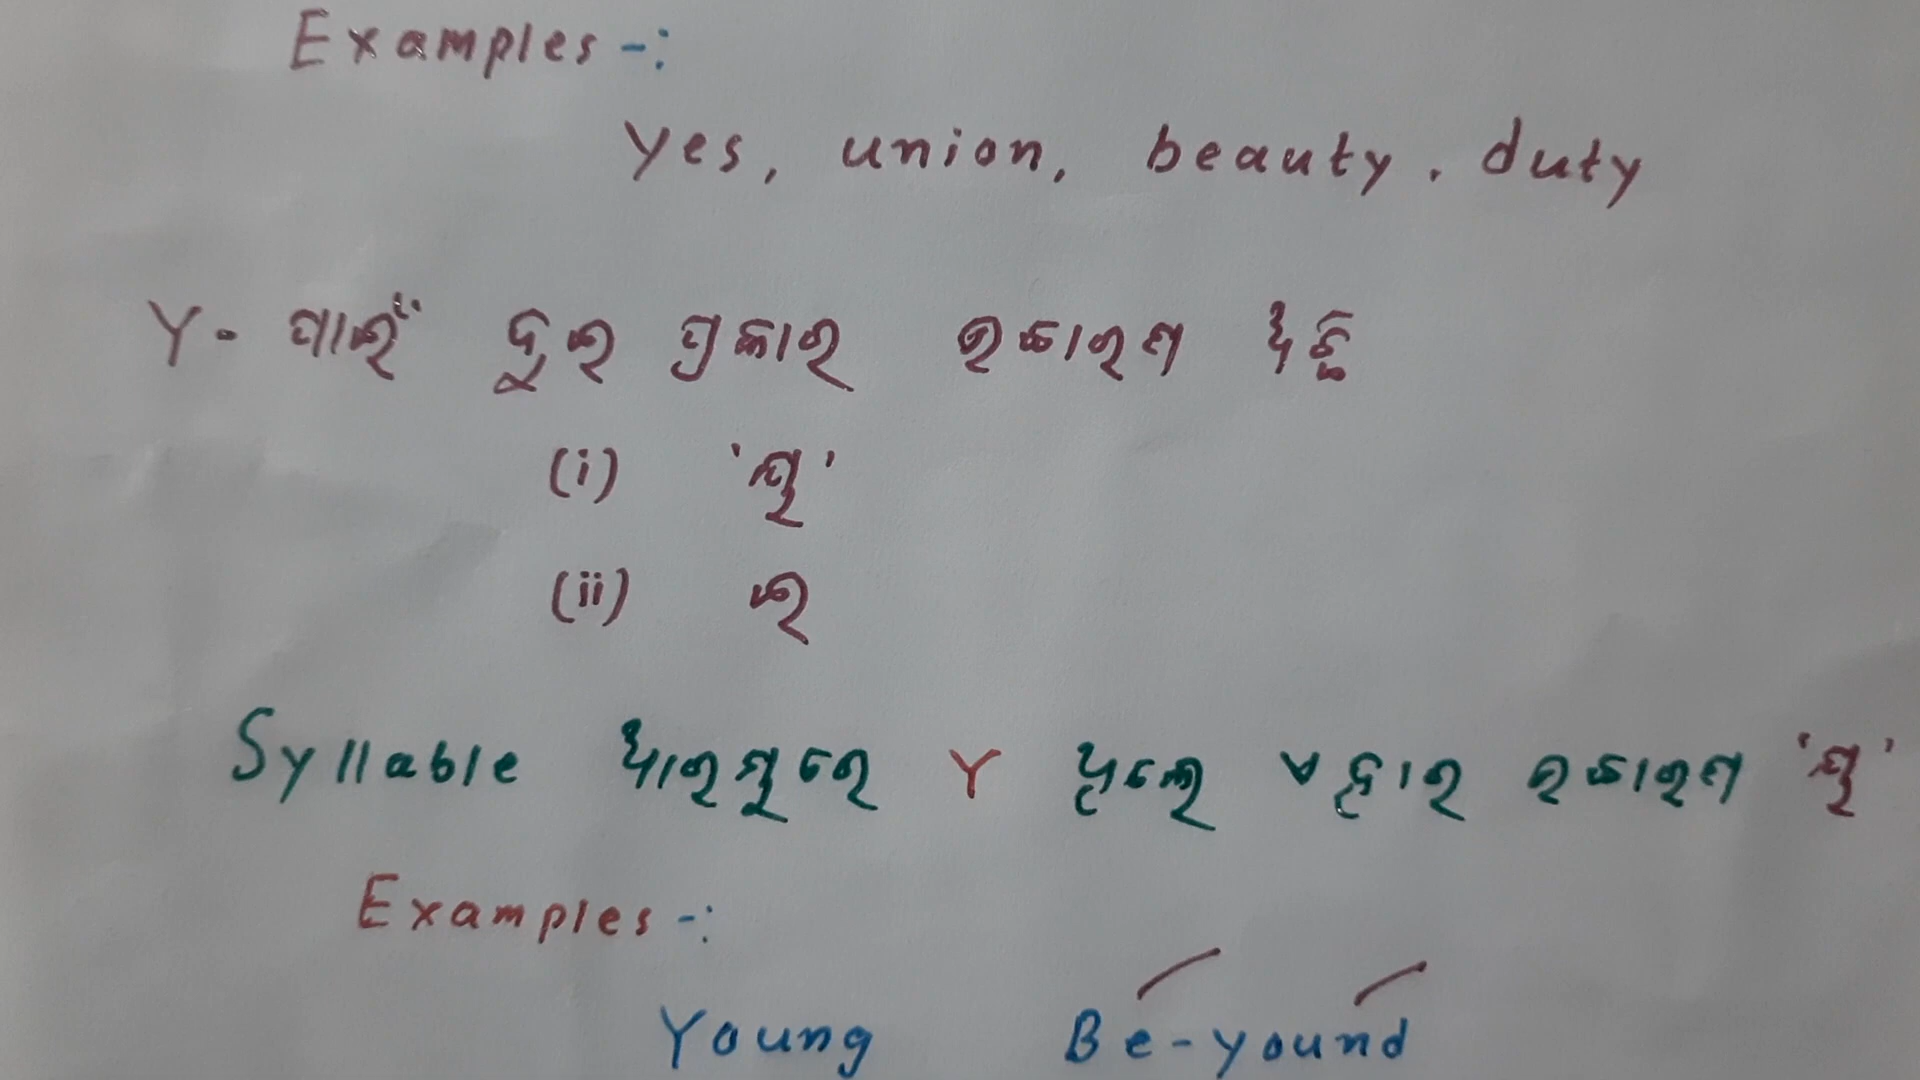 Examples -:
Yes, union, beauty, duty
Y - ପାଇଁ ଦୁଇ ପ୍ରକାର ଉଚ୍ଚାରଣ ଅଛି
(i) 'ୟ'
(ii) ଇ
Syllable ଆରମ୍ଭରେ Y ଥିଲେ ଏହାର ଉଚ୍ଚାରଣ 'ୟ'
Examples -:
Young Be-yound